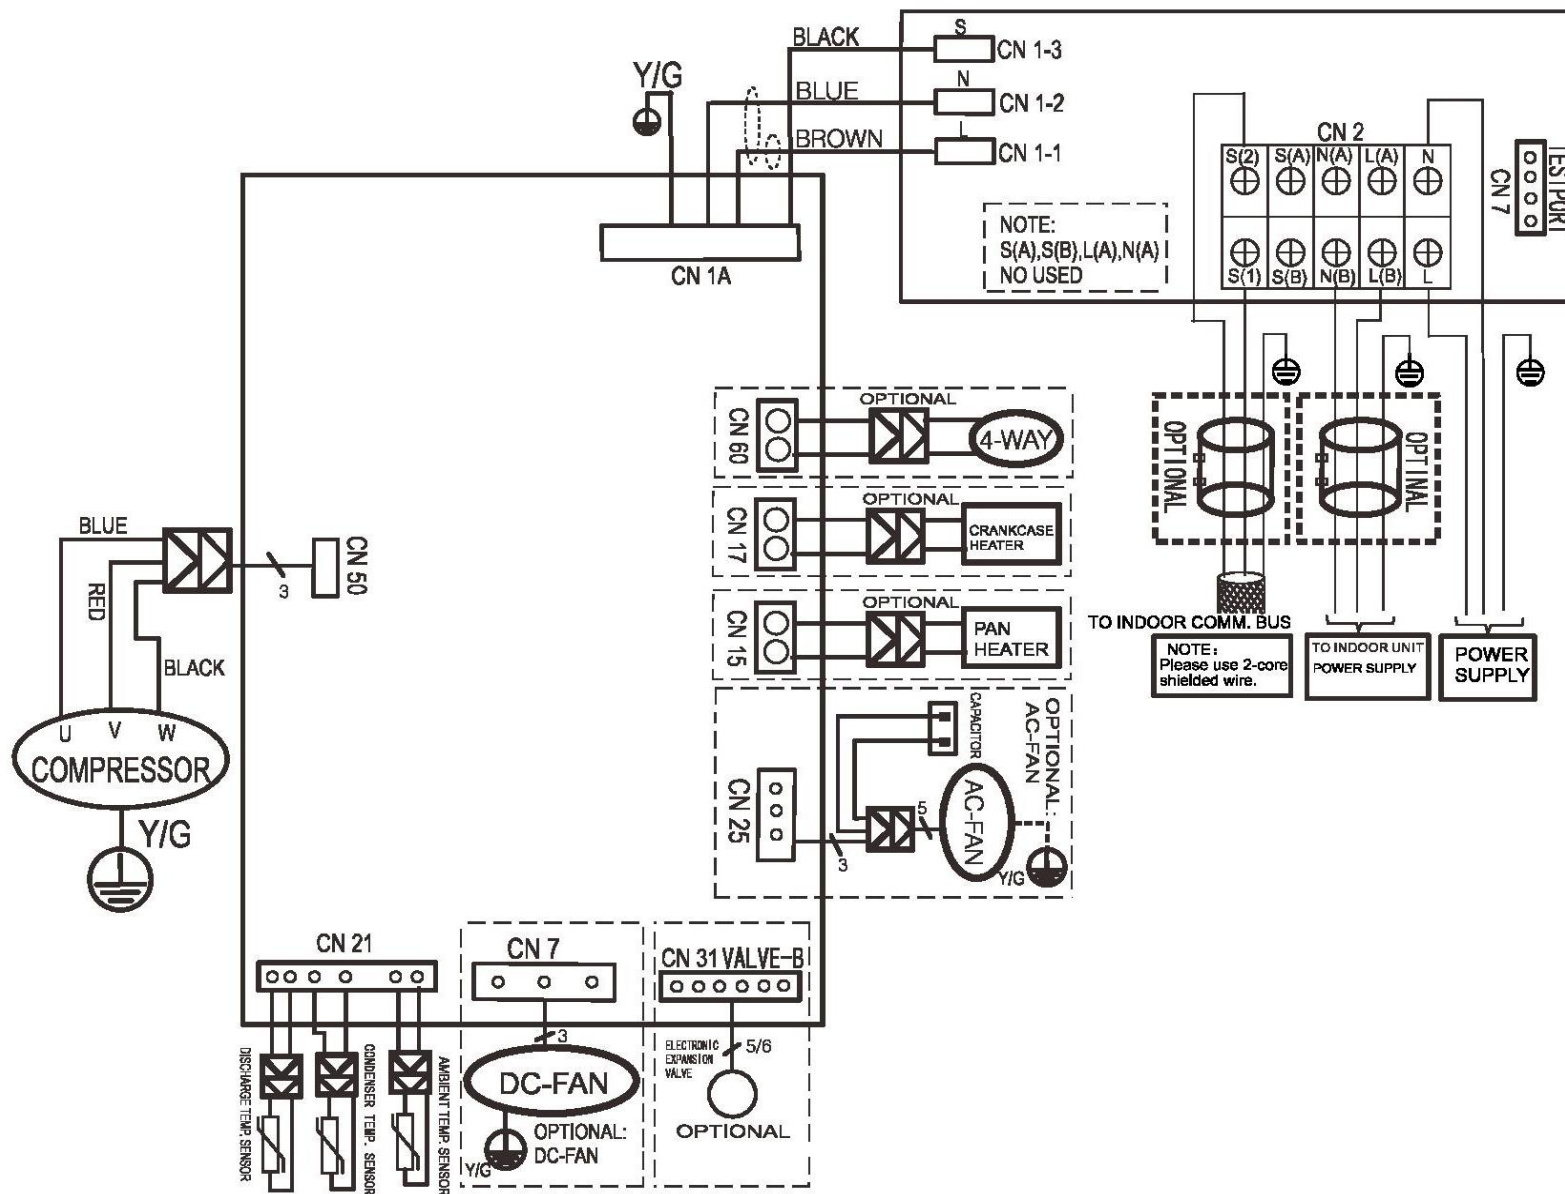 BLACK
S
CN 1-3
Y/G
BLUE
N
CN 1-2
BROWN
L
CN 1-1
CN 1A
NOTE:
S(A),S(B),L(A),N(A)
NO USED
CN 2
S(2) S(A) N(A) L(A) N
S(1) S(B) N(B) L(B) L
CN 7
TEST PORT
OPTIONAL
CN 60
4-WAY
OPTIONAL
CN 17
CRANKCASE
HEATER
OPTIONAL
CN 15
PAN
HEATER
OPTIONAL
OPTINAL
TO INDOOR COMM. BUS
NOTE:
Please use 2-core
shielded wire.
TO INDOOR UNIT
POWER SUPPLY
POWER
SUPPLY
BLUE
RED
BLACK
3
CN 50
U V W
COMPRESSOR
Y/G
CAPACITOR
OPTIONAL:
AC-FAN
CN 25
3
5
AC-FAN
Y/G
CN 21
DISCHARGE TEMP. SENSOR
CONDENSER TEMP. SENSOR
AMBIENT TEMP. SENSOR
CN 7
3
DC-FAN
OPTIONAL:
DC-FAN
Y/G
CN 31 VALVE-B
ELECTRONIC
EXPANSION
VALVE
5/6
OPTIONAL